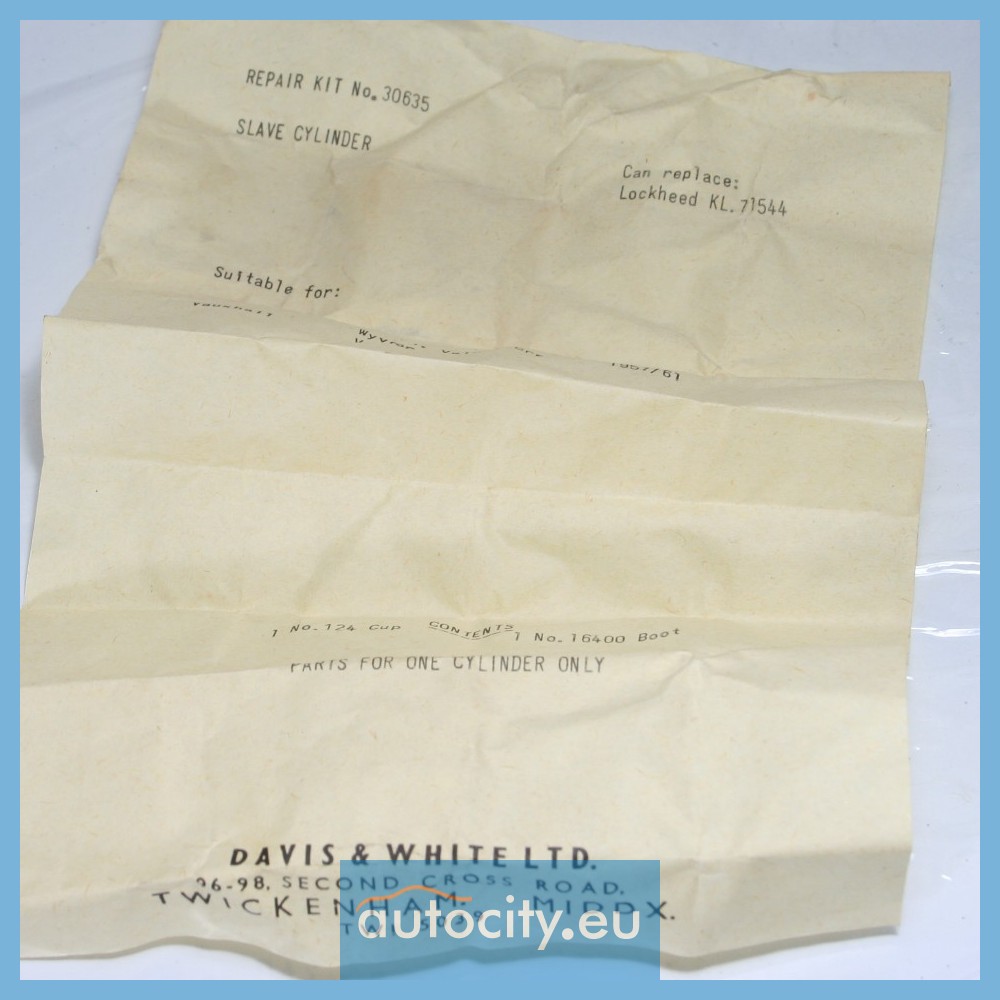 REPAIR KIT No. 30635
SLAVE CYLINDER
Can replace:
Lockheed KL.71544
Suitable for:
1957/61
CONTENTS
1 No.124 Cup 1 No.16400 Boot
PARTS FOR ONE CYLINDER ONLY
DAVIS & WHITE LTD.
96-98, SECOND CROSS ROAD,
TWICKENHAM, MIDDX.
autocity.eu